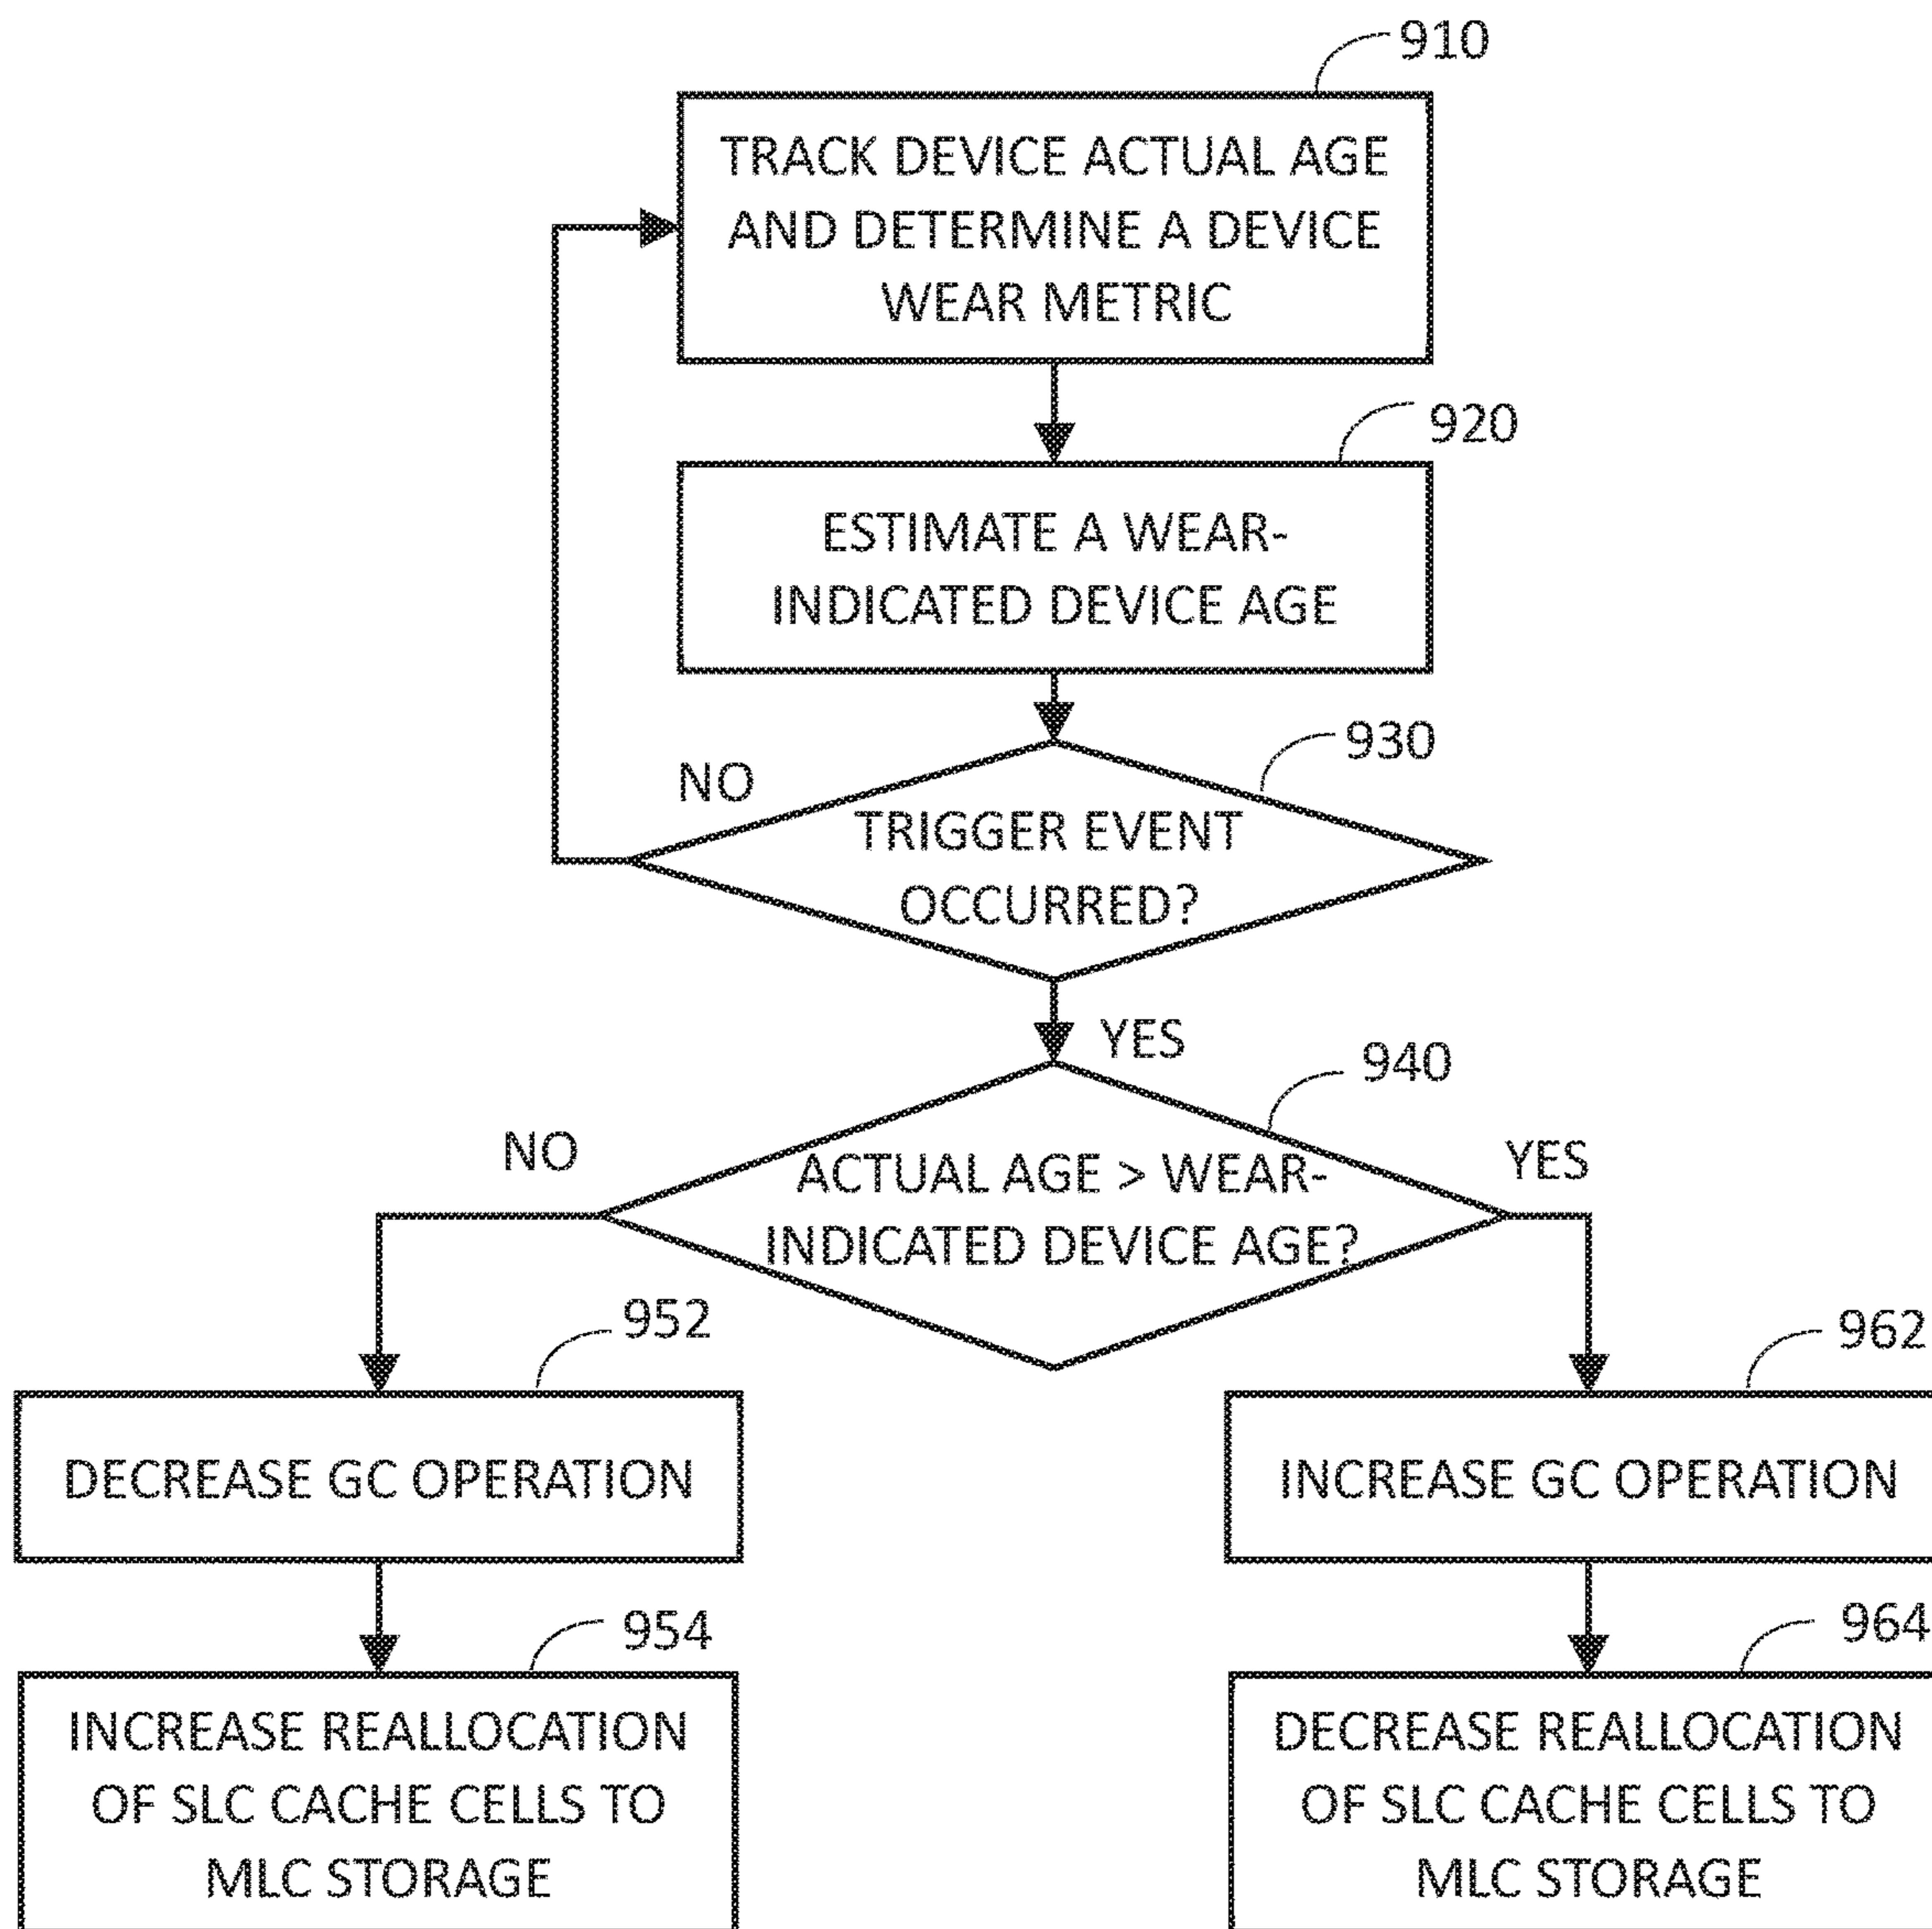 910
TRACK DEVICE ACTUAL AGE
AND DETERMINE A DEVICE
WEAR METRIC
920
ESTIMATE A WEAR-
INDICATED DEVICE AGE
930
NO
TRIGGER EVENT
OCCURRED?
YES
940
NO
ACTUAL AGE > WEAR-
INDICATED DEVICE AGE?
YES
952
DECREASE GC OPERATION
962
INCREASE GC OPERATION
954
INCREASE REALLOCATION
OF SLC CACHE CELLS TO
MLC STORAGE
964
DECREASE REALLOCATION
OF SLC CACHE CELLS TO
MLC STORAGE